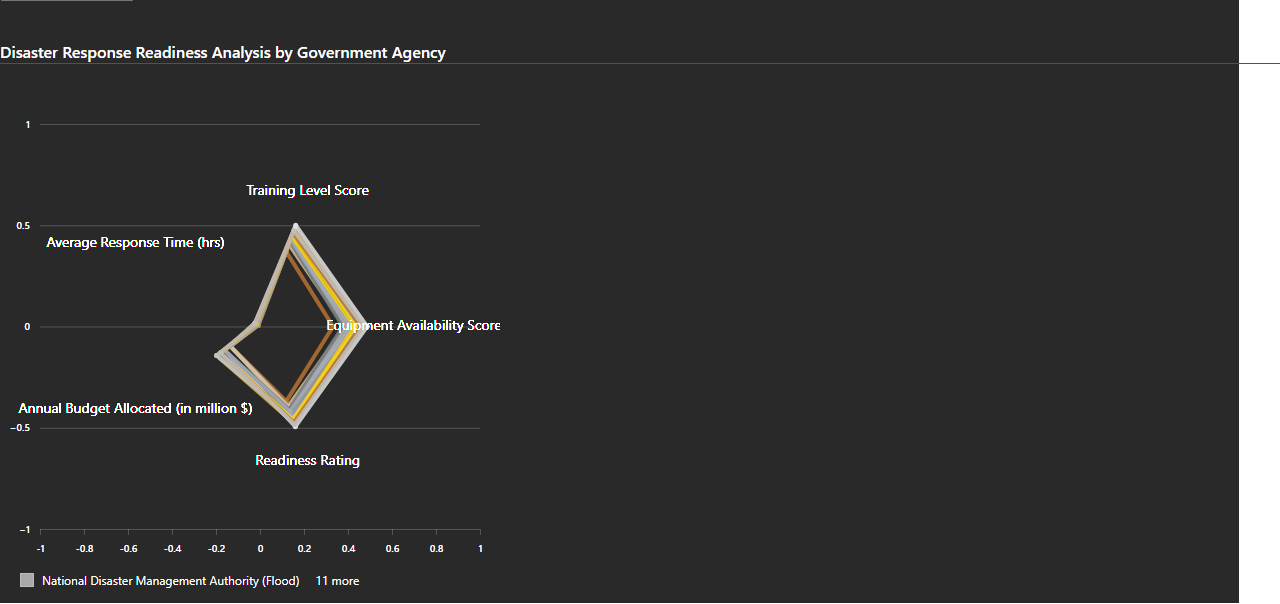 Disaster Response Readiness Analysis by Government Agency
1
Training Level Score
0.5
Average Response Time (hrs)
0
Equipment Availability Score
Annual Budget Allocated (in million $)
−0.5
Readiness Rating
−1
-1 -0.8 -0.6 -0.4 -0.2 0 0.2 0.4 0.6 0.8 1
National Disaster Management Authority (Flood) 11 more